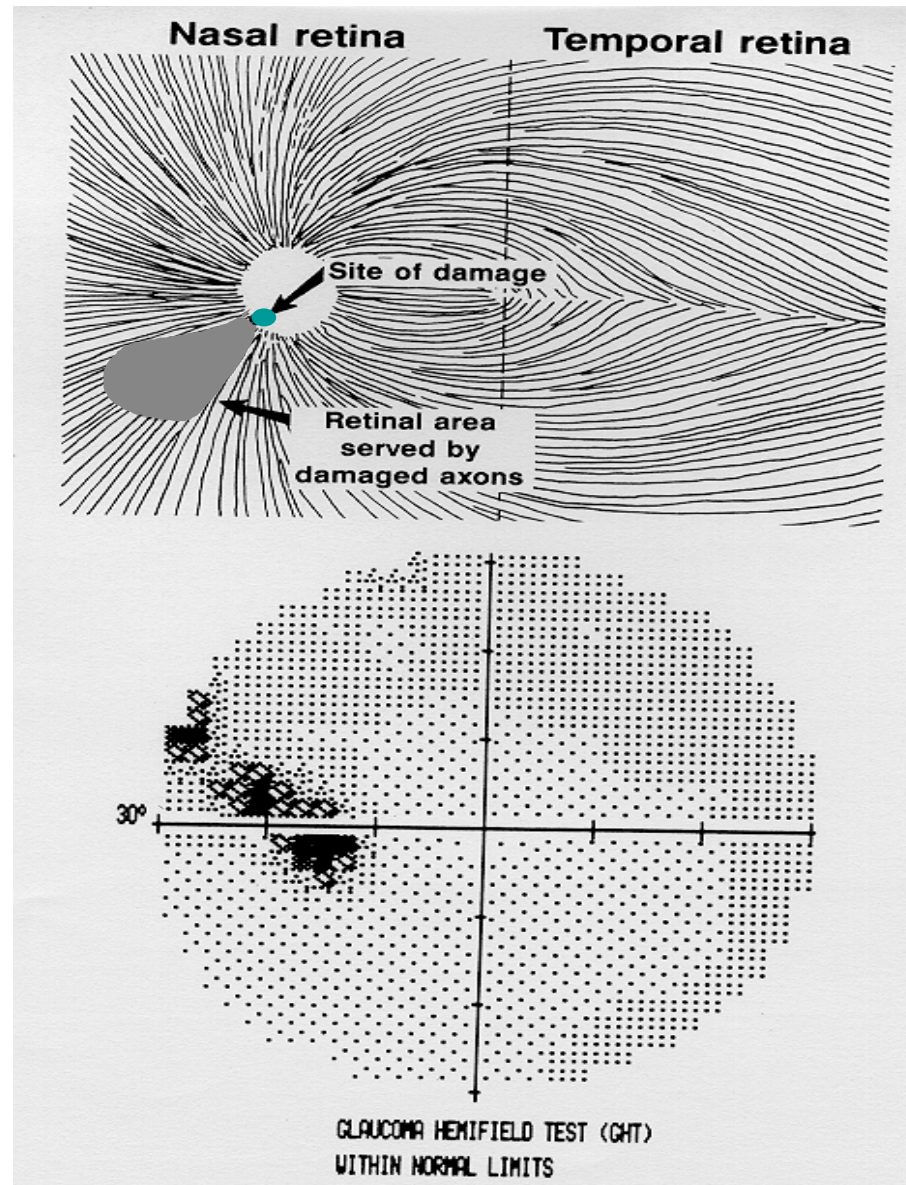 Nasal retina
Temporal retina
Site of damage
Retinal area
served by
damaged axons
30°
GLAUCOMA HEMIFIELD TEST (GHT)
WITHIN NORMAL LIMITS